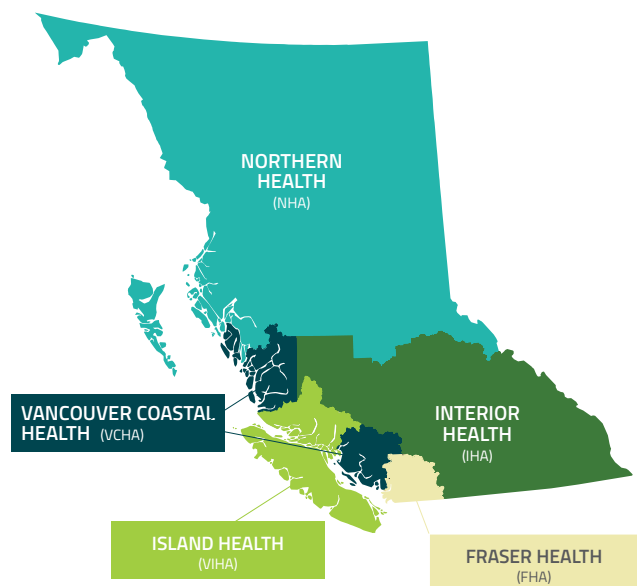 NORTHERN
HEALTH
(NHA)
VANCOUVER COASTAL
HEALTH (VCHA)
INTERIOR
HEALTH
(IHA)
ISLAND HEALTH
(VIHA)
FRASER HEALTH
(FHA)